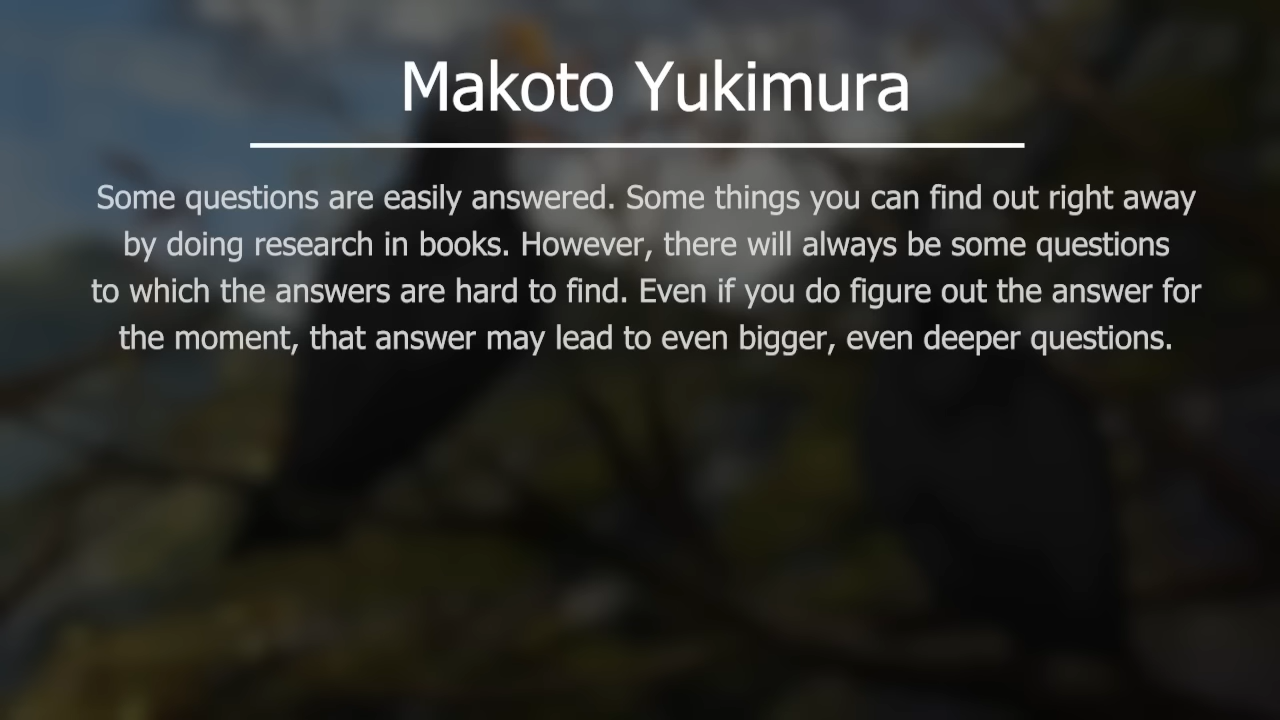 Makoto Yukimura
Some questions are easily answered. Some things you can find out right away
by doing research in books. However, there will always be some questions
to which the answers are hard to find. Even if you do figure out the answer for
the moment, that answer may lead to even bigger, even deeper questions.